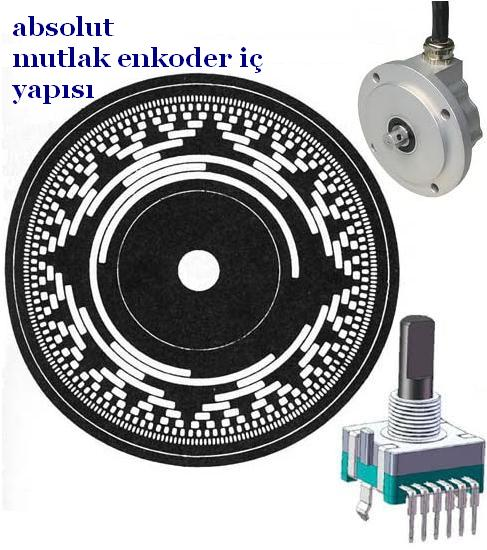 absolut
mutlak enkoder iç
yapısı